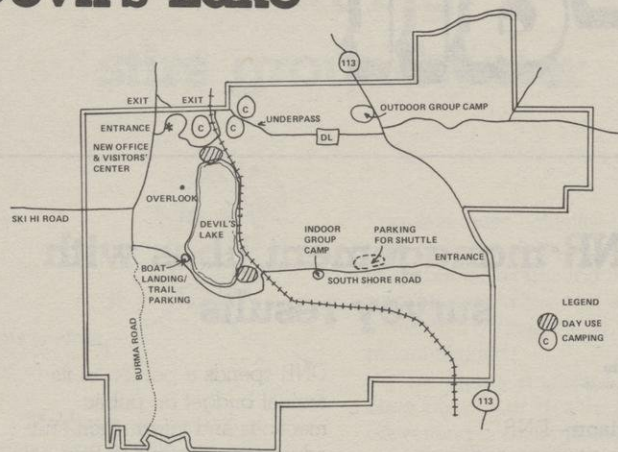 Devil's Lake
113
EXIT
EXIT
C
C
C
UNDERPASS
OUTDOOR GROUP CAMP
ENTRANCE
DL
NEW OFFICE
& VISITORS'
CENTER
OVERLOOK
SKI HI ROAD
DEVIL'S
LAKE
INDOOR
GROUP
CAMP
PARKING
FOR SHUTTLE
ENTRANCE
BOAT
LANDING/
TRAIL
PARKING
SOUTH SHORE ROAD
BURMA ROAD
LEGEND
DAY USE
C CAMPING
113